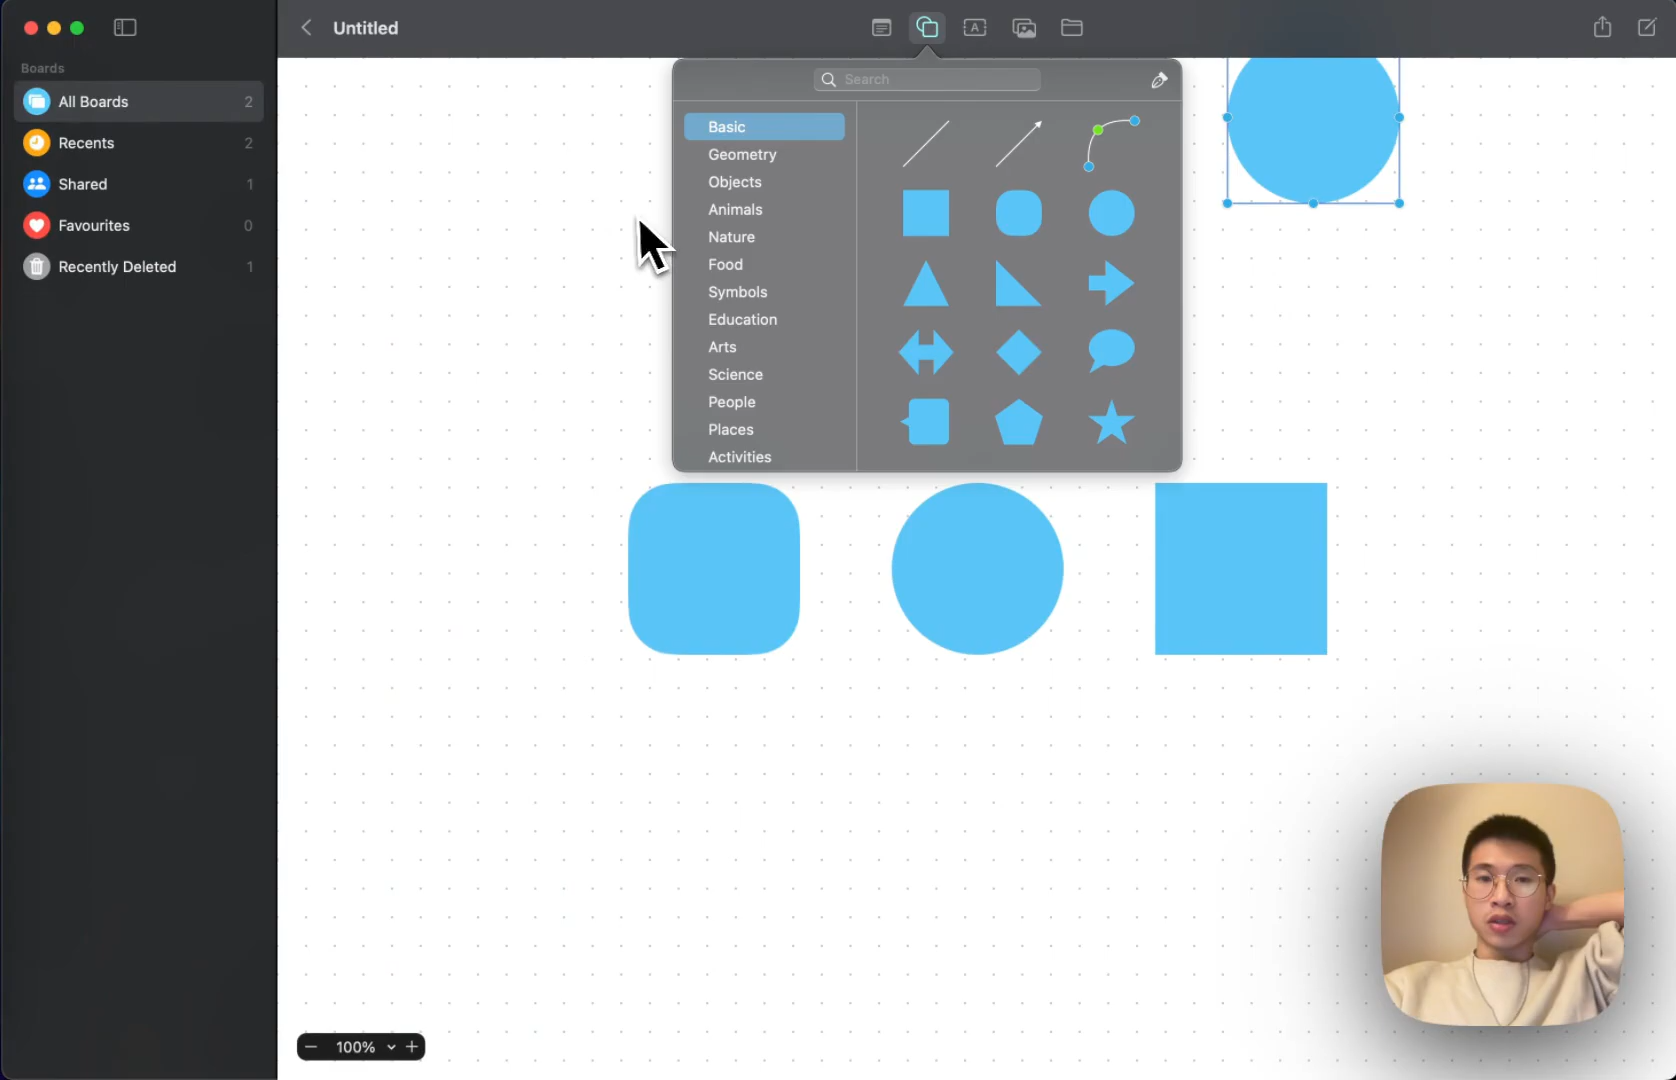 Untitled
A
Boards
All Boards 2
Recents 2
Shared 1
Favourites 0
Recently Deleted 1
Search
Basic
Geometry
Objects
Animals
Nature
Food
Symbols
Education
Arts
Science
People
Places
Activities
100%